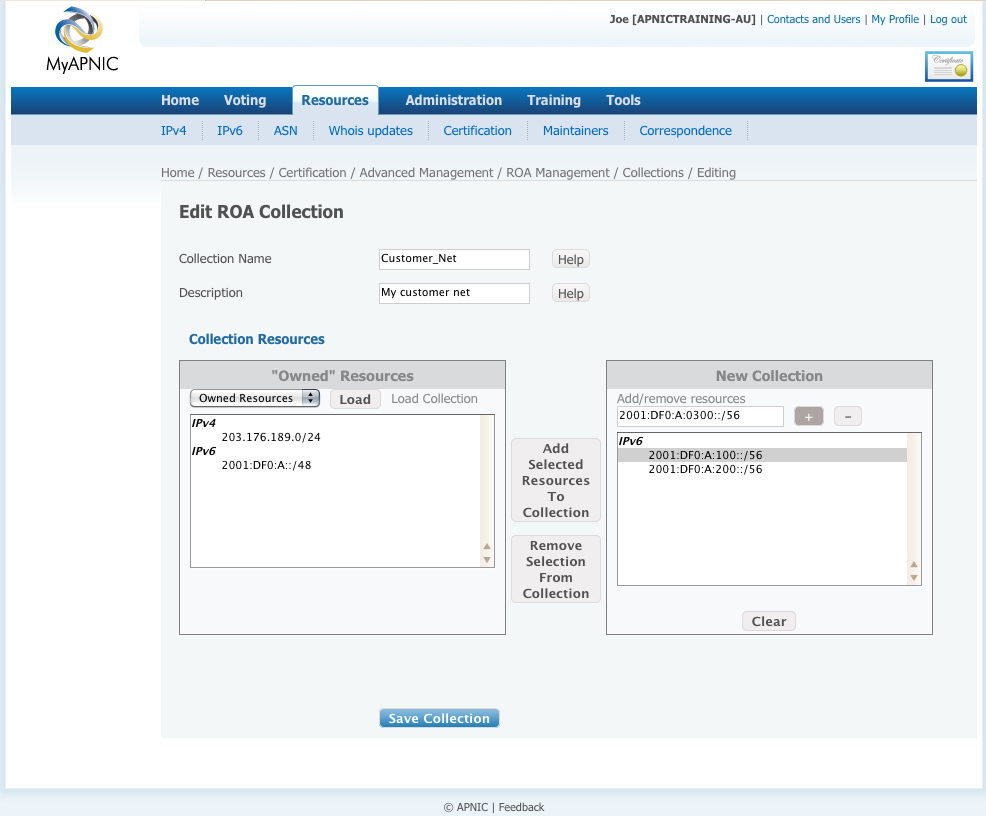 Joe [APNICTRAINING-AU] | Contacts and Users | My Profile | Log out
MyAPNIC
Certificate
Home Voting Resources Administration Training Tools
IPv4 IPv6 ASN Whois updates Certification Maintainers Correspondence
Home / Resources / Certification / Advanced Management / ROA Management / Collections / Editing
Edit ROA Collection
Collection Name Customer_Net Help
Description My customer net Help
Collection Resources
"Owned" Resources
Owned Resources Load Load Collection
IPv4
203.176.189.0/24
IPv6
2001:DF0:A::/48
Add
Selected
Resources
To
Collection
Remove
Selection
From
Collection
New Collection
Add/remove resources
2001:DF0:A:0300::/56 + -
IPv6
2001:DF0:A:100::/56
2001:DF0:A:200::/56
Clear
Save Collection
© APNIC | Feedback